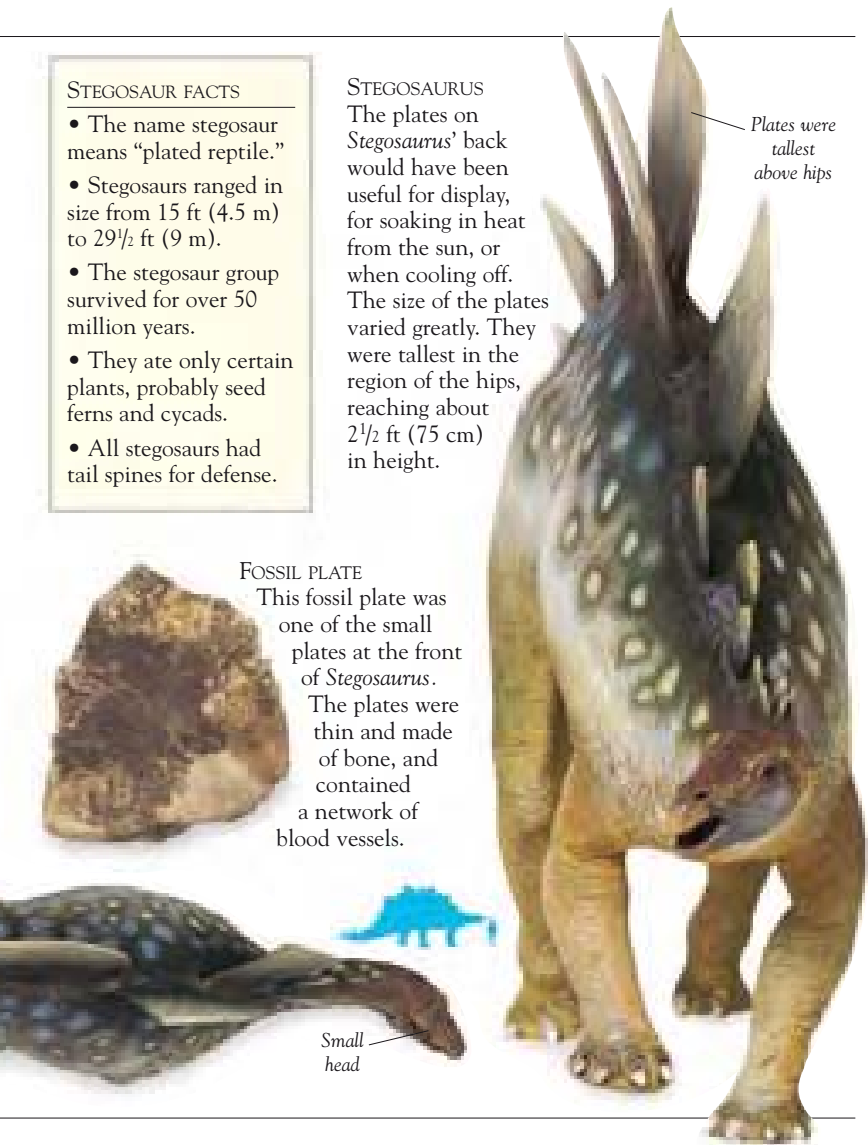 STEGOSAUR FACTS
• The name stegosaur
means “plated reptile.”
• Stegosaurs ranged in
size from 15 ft (4.5 m)
to 29½ ft (9 m).
• The stegosaur group
survived for over 50
million years.
• They ate only certain
plants, probably seed
ferns and cycads.
• All stegosaurs had
tail spines for defense.
STEGOSAURUS
The plates on
Stegosaurus’ back
would have been
useful for display,
for soaking in heat
from the sun, or
when cooling off.
The size of the plates
varied greatly. They
were tallest in the
region of the hips,
reaching about
2½ ft (75 cm)
in height.
Plates were
tallest
above hips
FOSSIL PLATE
This fossil plate was
one of the small
plates at the front
of Stegosaurus.
The plates were
thin and made
of bone, and
contained
a network of
blood vessels.
Small
head